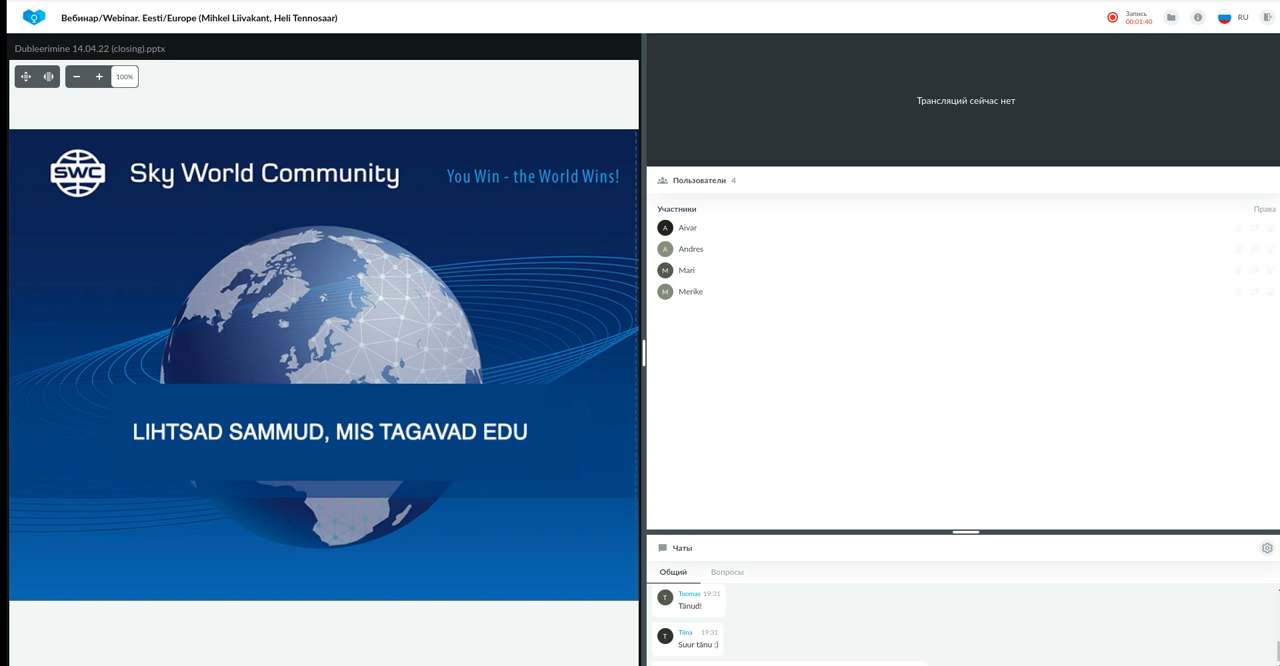 Вебинар/Webinar. Eesti/Europe (Mihkel Liivakant, Heli Tennosaar)
Запись
00:01:40
RU
Dubleerimine 14.04.22 (closing).pptx
100%
SWC
Sky World Community
You Win - the World Wins!
LIHTSAD SAMMUD, MIS TAGAVAD EDU
Трансляций сейчас нет
Пользователи 4
Участники
Права
A Aivar
A Andres
M Mari
M Merike
Чаты
Общий
Вопросы
T Toomas 19:31
Tänud!
T Tiina 19:31
Suur tänu :)